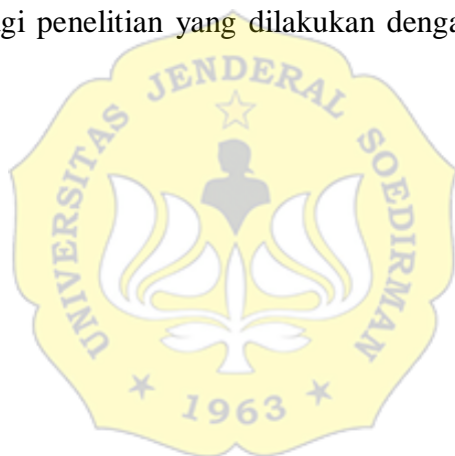 gi penelitian yang dilakukan denga
UNIVERSITAS JENDERAL SOEDIRMAN
1963